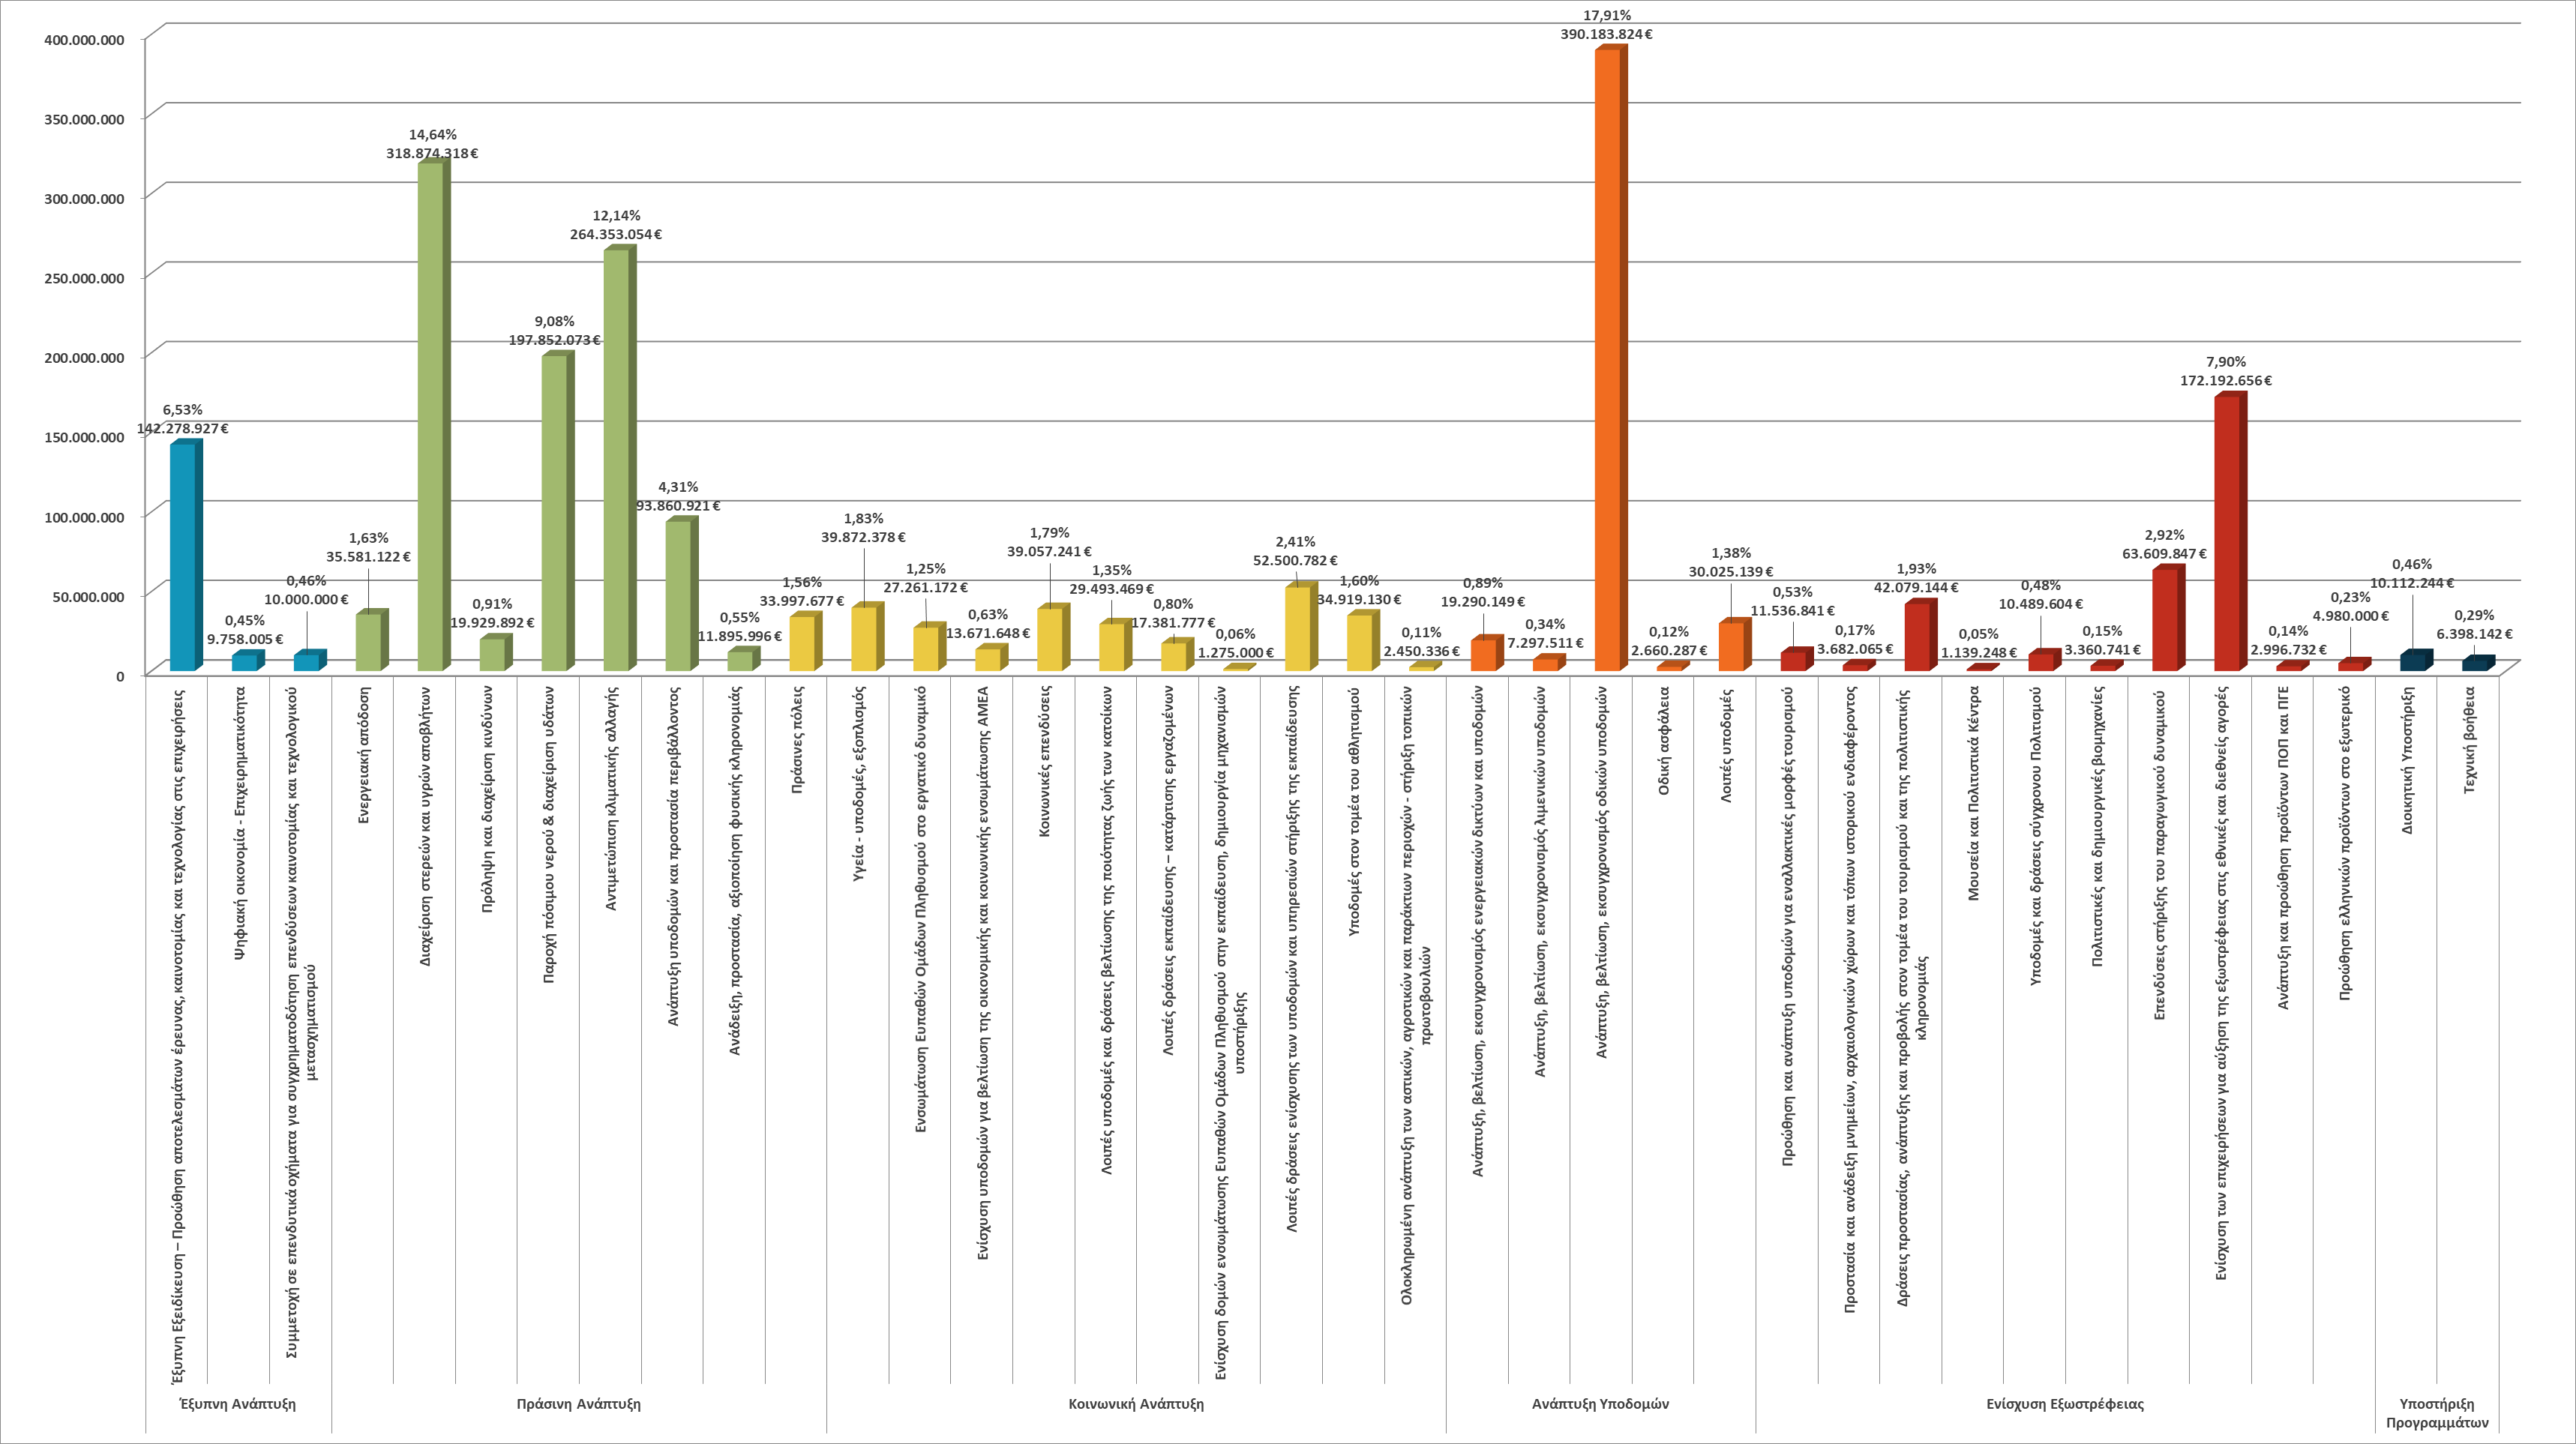 400.000.000
350.000.000
300.000.000
250.000.000
200.000.000
150.000.000
100.000.000
50.000.000
0
6,53%
142.278.927 €
0,45%
9.758.005 €
0,46%
10.000.000 €
1,63%
35.581.122 €
14,64%
318.874.318 €
0,91%
19.929.892 €
9,08%
197.852.073 €
12,14%
264.353.054 €
4,31%
93.860.921 €
0,55%
11.895.996 €
1,56%
33.997.677 €
1,83%
39.872.378 €
1,25%
27.261.172 €
0,63%
13.671.648 €
1,79%
39.057.241 €
1,35%
29.493.469 €
0,80%
17.381.777 €
0,06%
1.275.000 €
2,41%
52.500.782 €
1,60%
34.919.130 €
0,11%
2.450.336 €
0,89%
19.290.149 €
0,34%
7.297.511 €
17,91%
390.183.824 €
0,12%
2.660.287 €
1,38%
30.025.139 €
0,53%
11.536.841 €
0,17%
3.682.065 €
1,93%
42.079.144 €
0,05%
1.139.248 €
0,48%
10.489.604 €
0,15%
3.360.741 €
2,92%
63.609.847 €
7,90%
172.192.656 €
0,14%
2.996.732 €
0,23%
4.980.000 €
0,46%
10.112.244 €
0,29%
6.398.142 €
Έξυπνη Εξειδίκευση – Προώθηση αποτελεσμάτων έρευνας, καινοτομίας και τεχνολογίας στις επιχειρήσεις
Ψηφιακή οικονομία - Επιχειρηματικότητα
Συμμετοχή σε επενδυτικά οχήματα για συγχρηματοδότηση επενδύσεων καινοτομίας και τεχνολογικού
μετασχηματισμού
Ενεργειακή απόδοση
Διαχείριση στερεών και υγρών αποβλήτων
Πρόληψη και διαχείριση κινδύνων
Παροχή πόσιμου νερού & διαχείριση υδάτων
Αντιμετώπιση κλιματικής αλλαγής
Ανάπτυξη υποδομών και προστασία περιβάλλοντος
Ανάδειξη, προστασία, αξιοποίηση φυσικής κληρονομιάς
Πράσινες πόλεις
Υγεία - υποδομές, εξοπλισμός
Ενσωμάτωση Ευπαθών Ομάδων Πληθυσμού στο εργατικό δυναμικό
Ενίσχυση υποδομών για βελτίωση της οικονομικής και κοινωνικής ενσωμάτωσης ΑΜΕΑ
Κοινωνικές επενδύσεις
Λοιπές υποδομές και δράσεις βελτίωσης της ποιότητας ζωής των κατοίκων
Λοιπές δράσεις εκπαίδευσης – κατάρτισης εργαζομένων
Ενίσχυση δομών ενσωμάτωσης Ευπαθών Ομάδων Πληθυσμού στην εκπαίδευση, δημιουργία μηχανισμών
υποστήριξης
Λοιπές δράσεις ενίσχυσης των υποδομών και υπηρεσιών στήριξης της εκπαίδευσης
Υποδομές στον τομέα του αθλητισμού
Ολοκληρωμένη ανάπτυξη των αστικών, αγροτικών και παράκτιων περιοχών - στήριξη τοπικών
πρωτοβουλιών
Ανάπτυξη, βελτίωση, εκσυγχρονισμός ενεργειακών δικτύων και υποδομών
Ανάπτυξη, βελτίωση, εκσυγχρονισμός λιμενικών υποδομών
Ανάπτυξη, βελτίωση, εκσυγχρονισμός οδικών υποδομών
Οδική ασφάλεια
Λοιπές υποδομές
Προώθηση και ανάπτυξη υποδομών για εναλλακτικές μορφές τουρισμού
Προστασία και ανάδειξη μνημείων, αρχαιολογικών χώρων και τόπων ιστορικού ενδιαφέροντος
Δράσεις προστασίας, ανάπτυξης και προβολής στον τομέα του τουρισμού και της πολιτιστικής
κληρονομιάς
Μουσεία και Πολιτιστικά Κέντρα
Υποδομές και δράσεις σύγχρονου Πολιτισμού
Πολιτιστικές και δημιουργικές βιομηχανίες
Επενδύσεις στήριξης του παραγωγικού δυναμικού
Ενίσχυση των επιχειρήσεων για αύξηση της εξωστρέφειας στις εθνικές και διεθνείς αγορές
Ανάπτυξη και προώθηση προϊόντων ΠΟΠ και ΠΓΕ
Προώθηση ελληνικών προϊόντων στο εξωτερικό
Διοικητική Υποστήριξη
Τεχνική βοήθεια
Έξυπνη Ανάπτυξη
Πράσινη Ανάπτυξη
Κοινωνική Ανάπτυξη
Ανάπτυξη Υποδομών
Ενίσχυση Εξωστρέφειας
Υποστήριξη
Προγραμμάτων